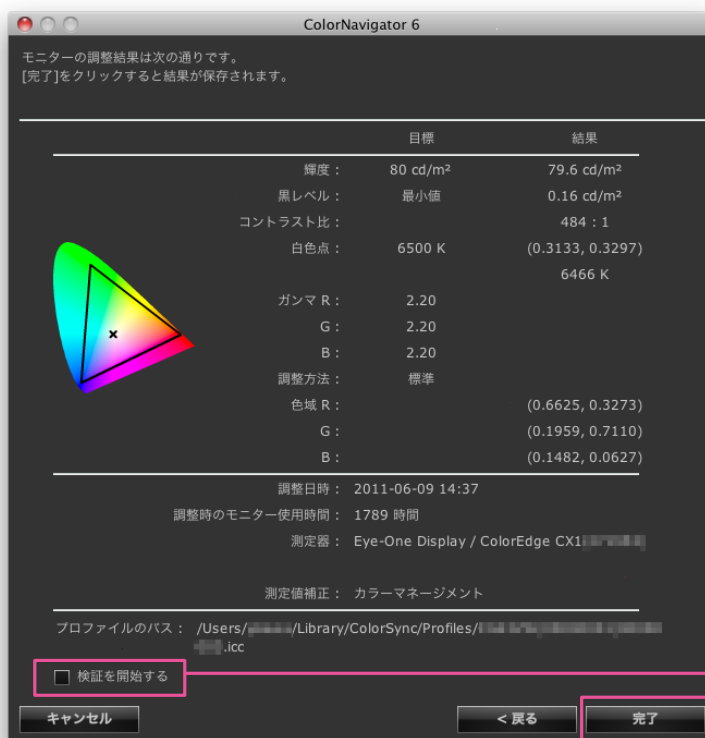 ColorNavigator 6
モニターの調整結果は次の通りです。
[完了]をクリックすると結果が保存されます。
目標 結果
輝度： 80 cd/m² 79.6 cd/m²
黒レベル： 最小値 0.16 cd/m²
コントラスト比： 484 : 1
白色点： 6500 K (0.3133, 0.3297)
6466 K
ガンマ R： 2.20
G： 2.20
B： 2.20
調整方法： 標準
色域 R： (0.6625, 0.3273)
G： (0.1959, 0.7110)
B： (0.1482, 0.0627)
調整日時： 2011-06-09 14:37
調整時のモニター使用時間： 1789 時間
測定器： Eye-One Display / ColorEdge CX1
測定値補正： カラーマネージメント
プロファイルのパス： /Users/ /Library/ColorSync/Profiles/
.icc
検証を開始する
キャンセル < 戻る 完了